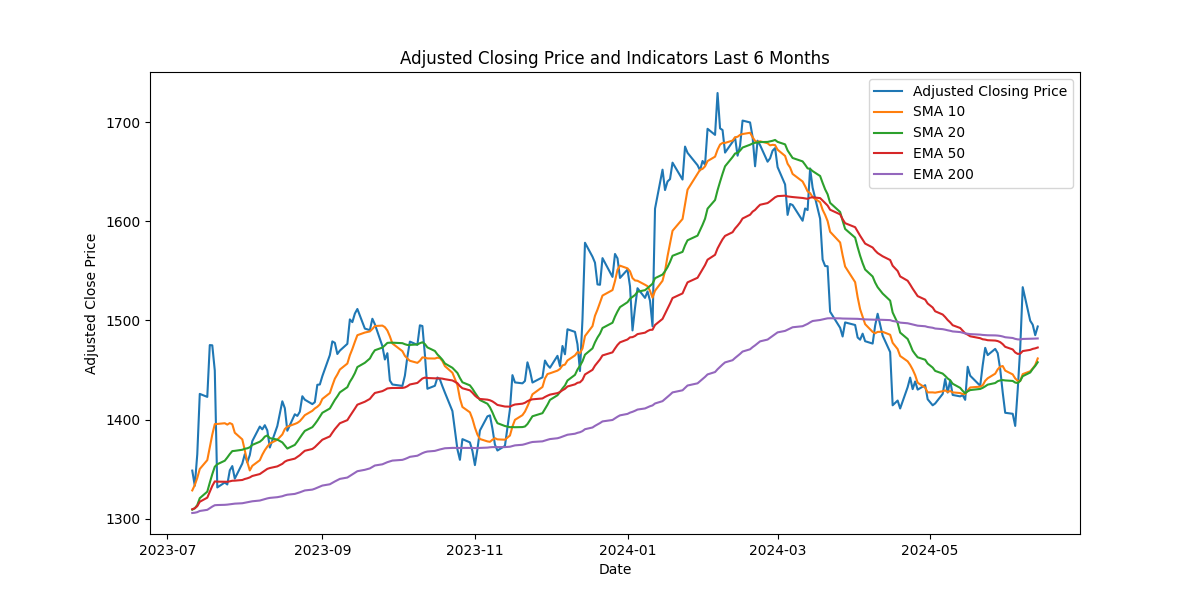 Adjusted Closing Price and Indicators Last 6 Months
Adjusted Closing Price
SMA 10
SMA 20
EMA 50
EMA 200
Adjusted Close Price
1700
1600
1500
1400
1300
2023-07
2023-09
2023-11
2024-01
2024-03
2024-05
Date